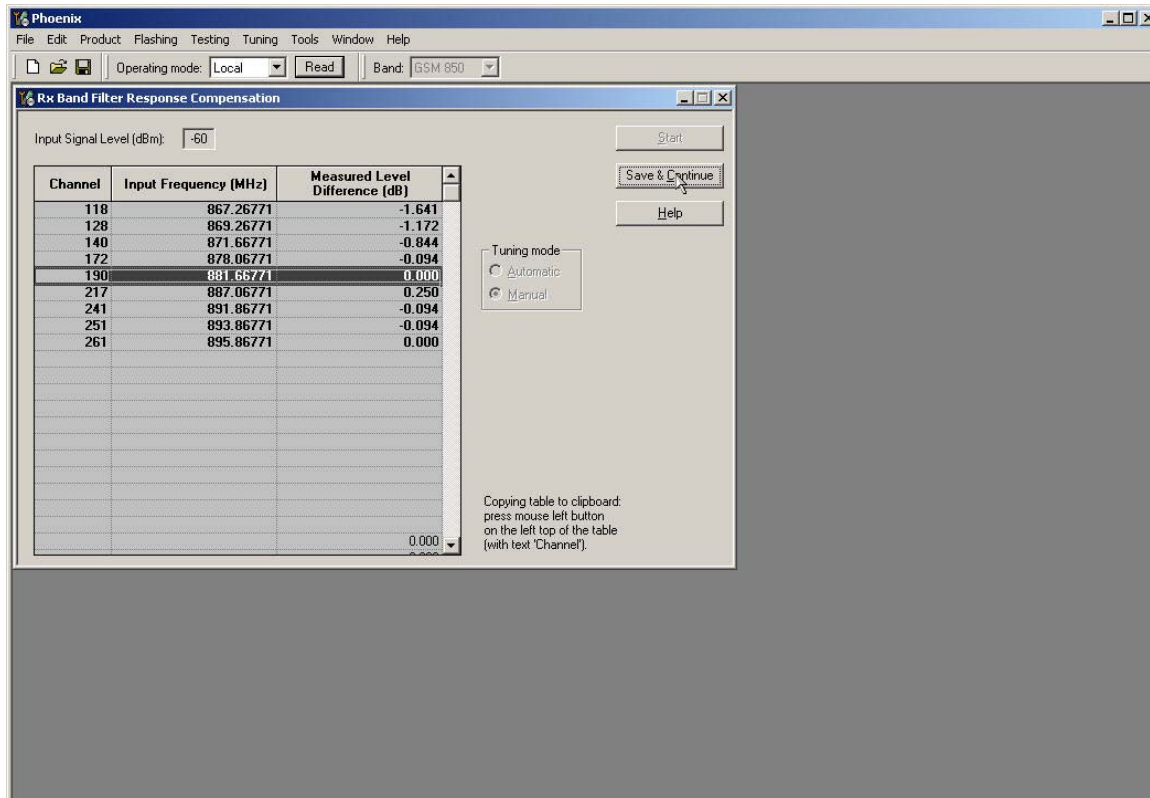 Phoenix
File Edit Product Flashing Testing Tuning Tools Window Help
Operating mode: Local Read Band: GSM 850
Rx Band Filter Response Compensation
Input Signal Level (dBm): -60
Start
Save & Continue
Help
Channel Input Frequency (MHz) Measured Level Difference (dB)
118 867.26771 -1.641
128 869.26771 -1.172
140 871.66771 -0.844
172 878.06771 -0.094
190 881.66771 0.000
217 887.06771 0.250
241 891.86771 -0.094
251 893.86771 -0.094
261 895.86771 0.000
Tuning mode
Automatic
Manual
Copying table to clipboard:
press mouse left button
on the left top of the table
(with text 'Channel').
0.000